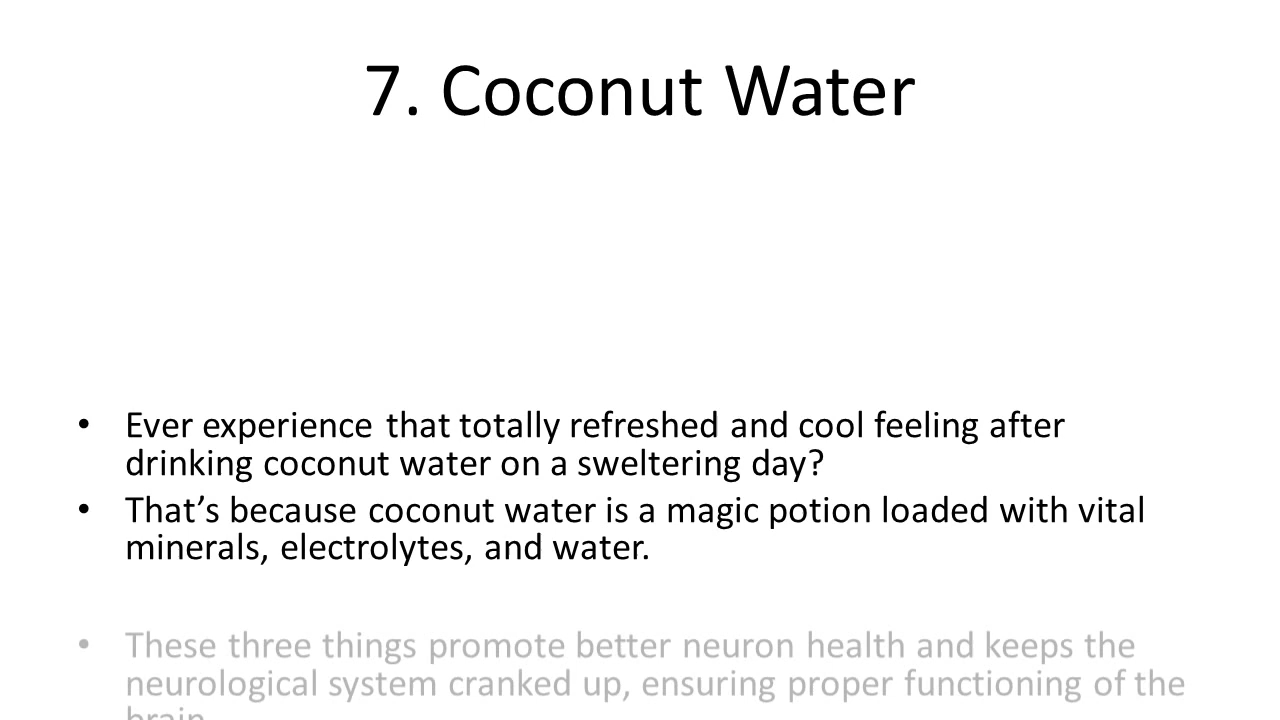 7. Coconut Water
• Ever experience that totally refreshed and cool feeling after
drinking coconut water on a sweltering day?
• That’s because coconut water is a magic potion loaded with vital
minerals, electrolytes, and water.
• These three things promote better neuron health and keeps the
neurological system cranked up, ensuring proper functioning of the
brain